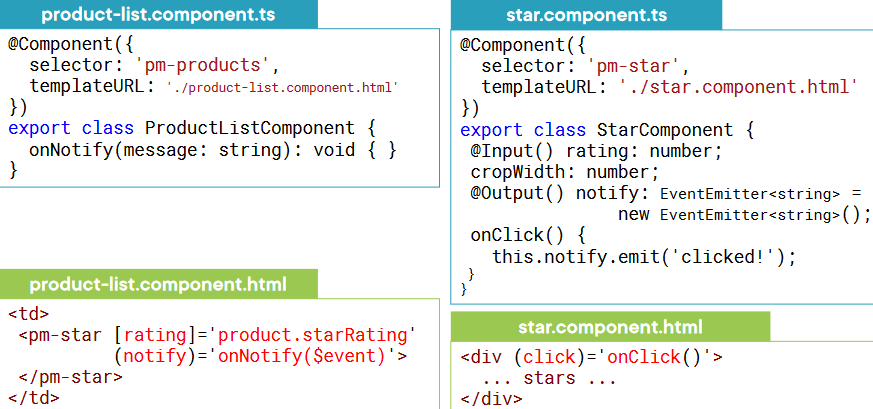 product-list.component.ts
@Component({
  selector: 'pm-products',
  templateURL: './product-list.component.html'
})
export class ProductListComponent {
  onNotify(message: string): void { }
}
product-list.component.html
<td>
 <pm-star [rating]='product.starRating'
          (notify)='onNotify($event)'>
 </pm-star>
</td>
star.component.ts
@Component({
  selector: 'pm-star',
  templateURL: './star.component.html'
})
export class StarComponent {
 @Input() rating: number;
 cropWidth: number;
 @Output() notify: EventEmitter<string> =
               new EventEmitter<string>();
 onClick() {
   this.notify.emit('clicked!');
 }
}
star.component.html
<div (click)='onClick()'>
  ... stars ...
</div>